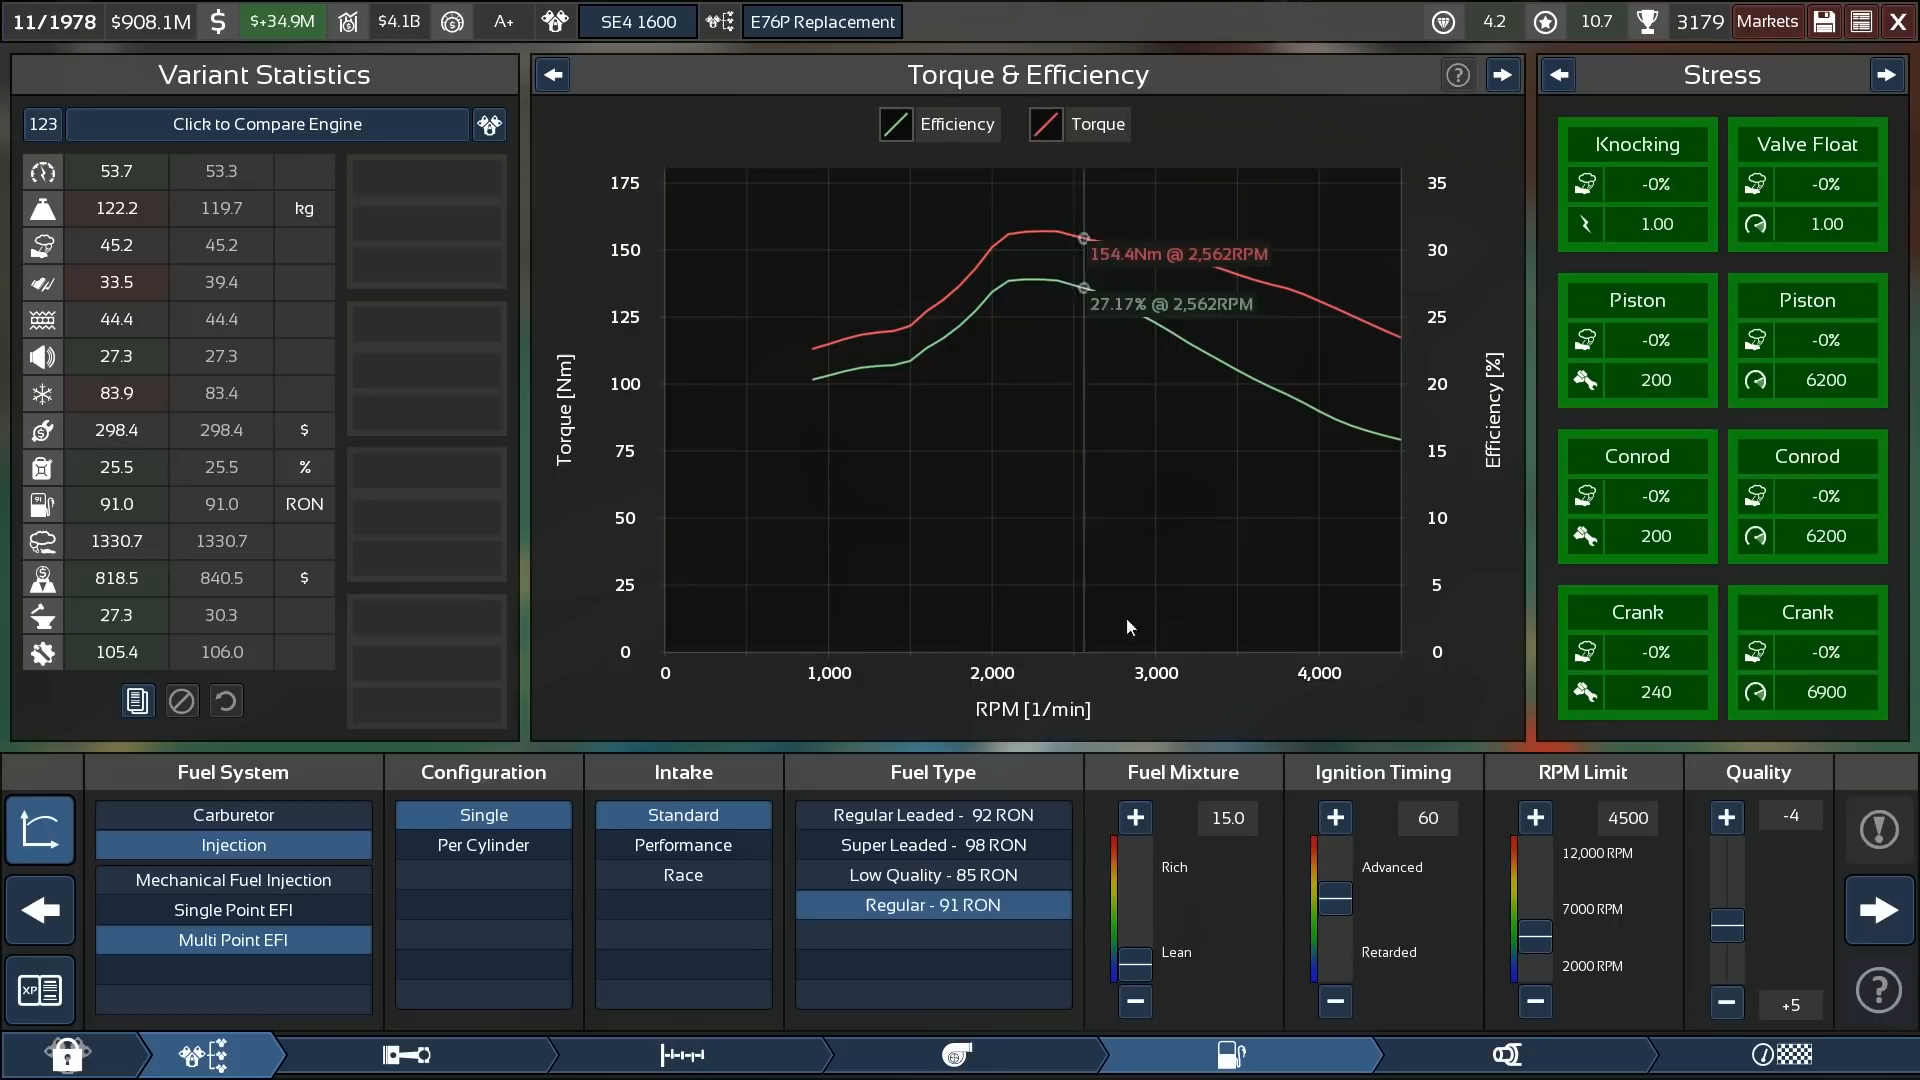 11/1978 $908.1M $+34.9M $4.1B A+ SE4 1600 E76P Replacement 4.2 10.7 3179 Markets X
Variant Statistics
123 Click to Compare Engine
53.7 53.3
122.2 119.7 kg
45.2 45.2
33.5 39.4
44.4 44.4
27.3 27.3
83.9 83.4
298.4 298.4 $
25.5 25.5 %
91.0 91.0 RON
1330.7 1330.7
818.5 840.5 $
27.3 30.3
105.4 106.0
Torque & Efficiency
?
Efficiency Torque
175 35
150 30
125 25
100 20
75 15
50 10
25 5
0 0
154.4Nm @ 2,562RPM
27.17% @ 2,562RPM
Torque [Nm]
Efficiency [%]
0 1,000 2,000 3,000 4,000
RPM [1/min]
Stress
Knocking Valve Float
-0% -0%
1.00 1.00
Piston Piston
-0% -0%
200 6200
Conrod Conrod
-0% -0%
200 6200
Crank Crank
-0% -0%
240 6900
Fuel System
Carburetor
Injection
Mechanical Fuel Injection
Single Point EFI
Multi Point EFI
Configuration
Single
Per Cylinder
Intake
Standard
Performance
Race
Fuel Type
Regular Leaded - 92 RON
Super Leaded - 98 RON
Low Quality - 85 RON
Regular - 91 RON
Fuel Mixture
15.0
Rich
Lean
Ignition Timing
60
Advanced
Retarded
RPM Limit
4500
12,000 RPM
7000 RPM
2000 RPM
Quality
-4
+5
XP
?